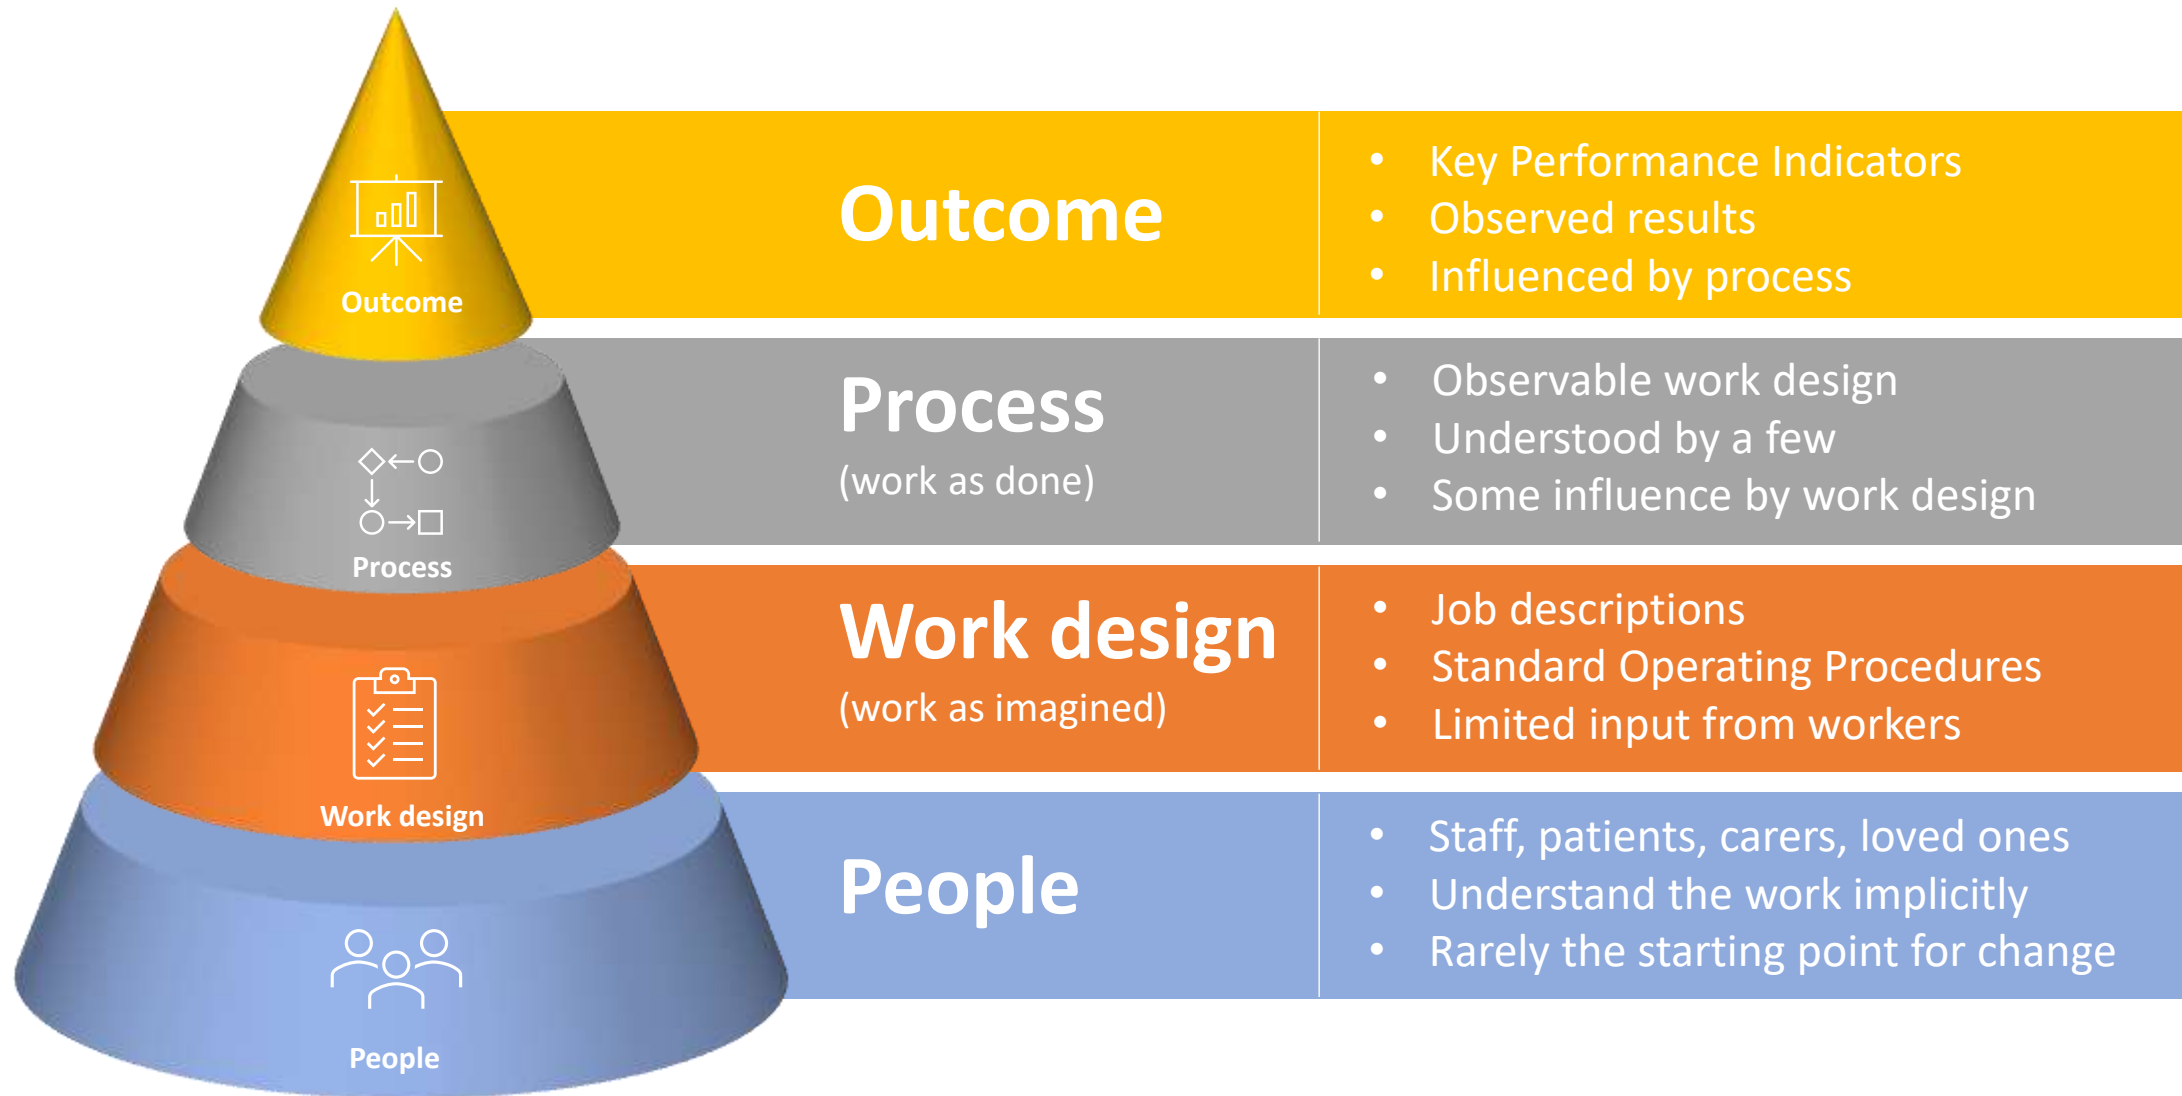 Outcome
Outcome
• Key Performance Indicators
• Observed results
• Influenced by process
Process
Process
(work as done)
• Observable work design
• Understood by a few
• Some influence by work design
Work design
Work design
(work as imagined)
• Job descriptions
• Standard Operating Procedures
• Limited input from workers
People
People
• Staff, patients, carers, loved ones
• Understand the work implicitly
• Rarely the starting point for change